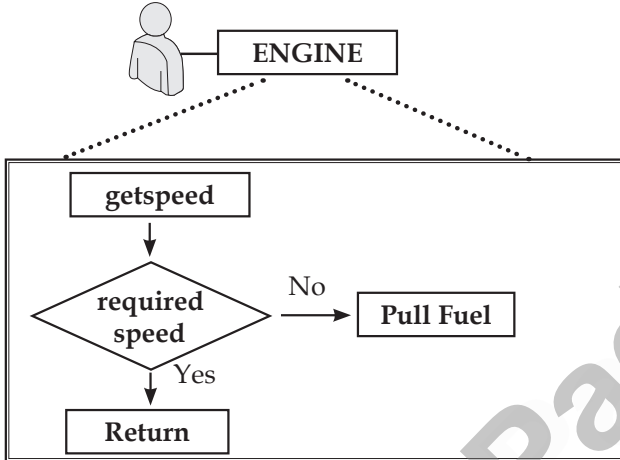 ENGINE
getspeed
required
speed
No
Pull Fuel
Yes
Return